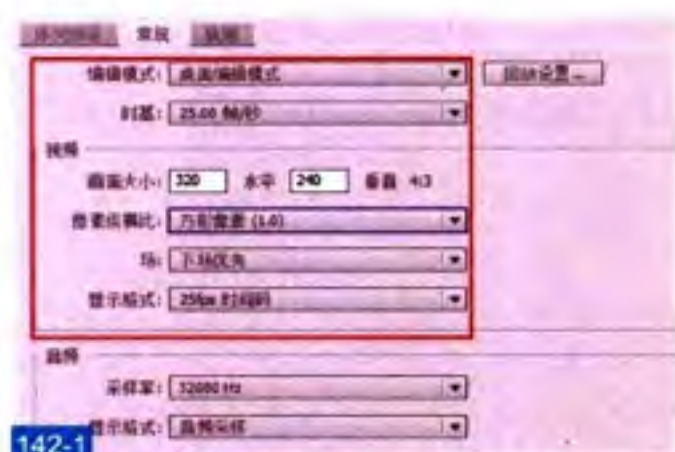 常规
编辑模式: 桌面编辑模式
时基: 25.00 帧/秒
视频
画面大小: 320 水平 240 垂直 4:3
像素纵横比: 方形像素 (1.0)
场: 下场优先
显示格式: 25fps 时间码
音频
采样率: 32000 Hz
显示格式: 音频采样
142-1